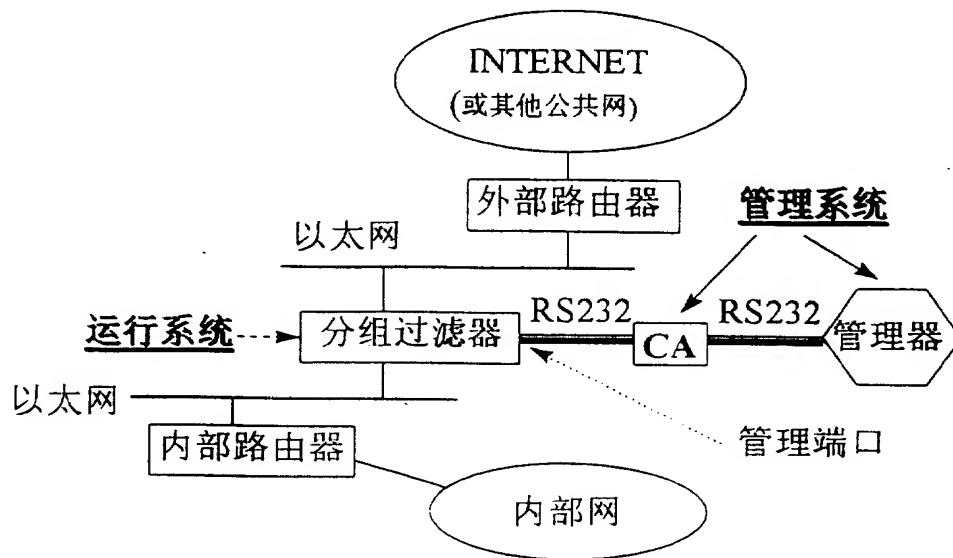 INTERNET
(或其他公共网)
外部路由器
管理系统
以太网
RS232
RS232
运行系统
分组过滤器
CA
管理器
以太网
内部路由器
管理端口
内部网